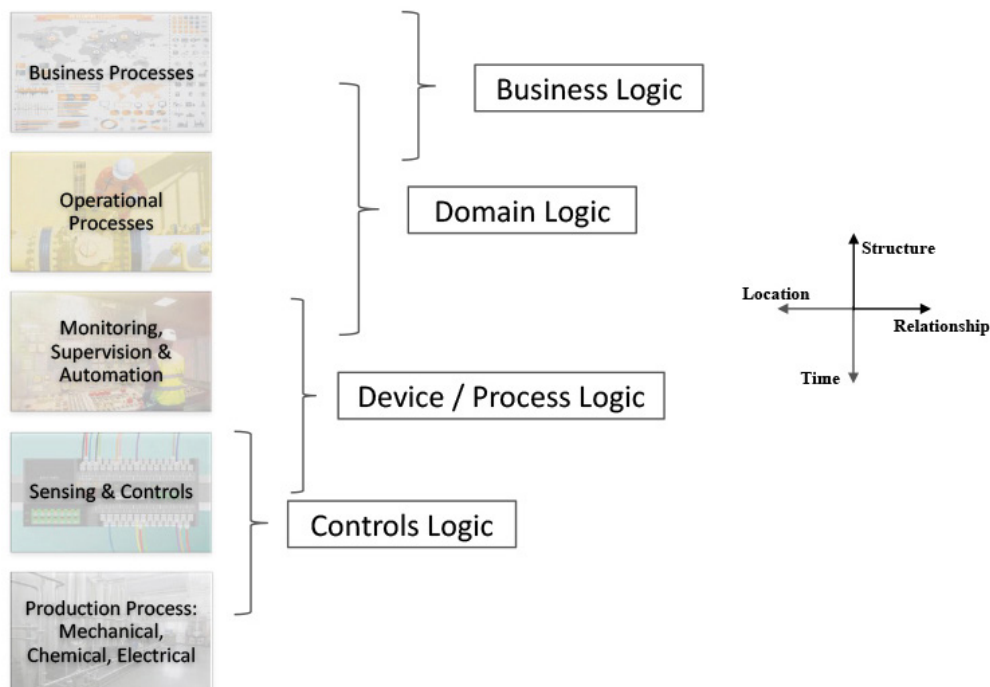 Business Processes
Business Logic
Operational
Processes
Domain Logic
Structure
Location
Relationship
Time
Monitoring,
Supervision &
Automation
Device / Process Logic
Sensing & Controls
Controls Logic
Production Process:
Mechanical,
Chemical, Electrical